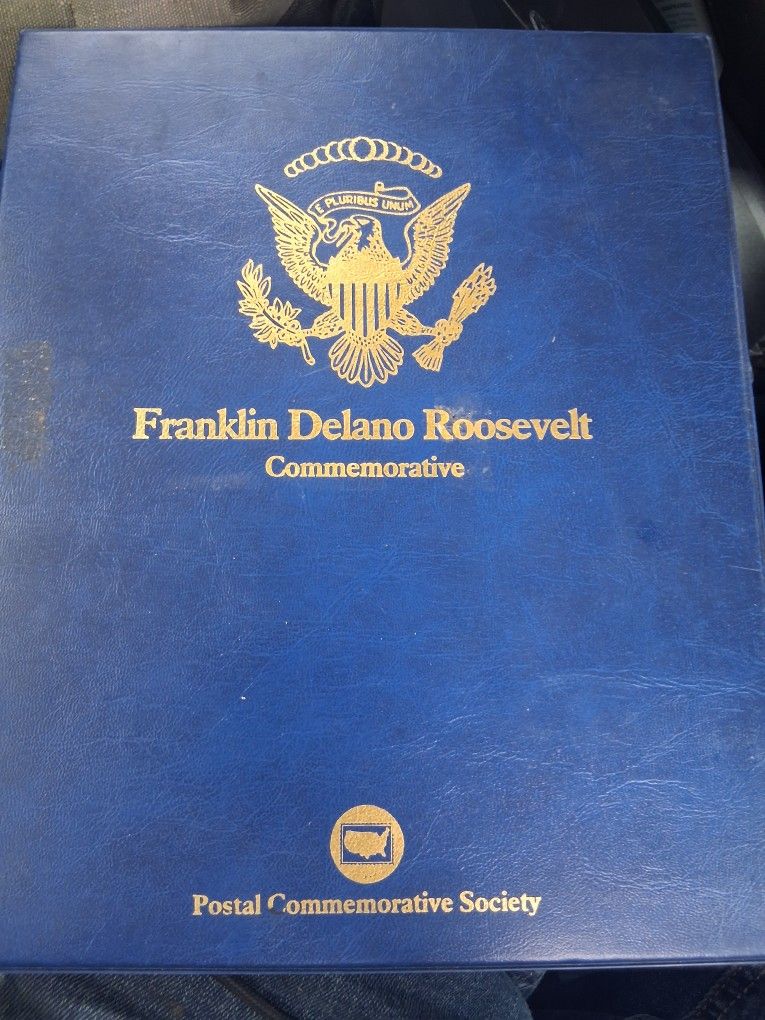 E PLURIBUS UNUM
Franklin Delano Roosevelt
Commemorative
Postal Commemorative Society